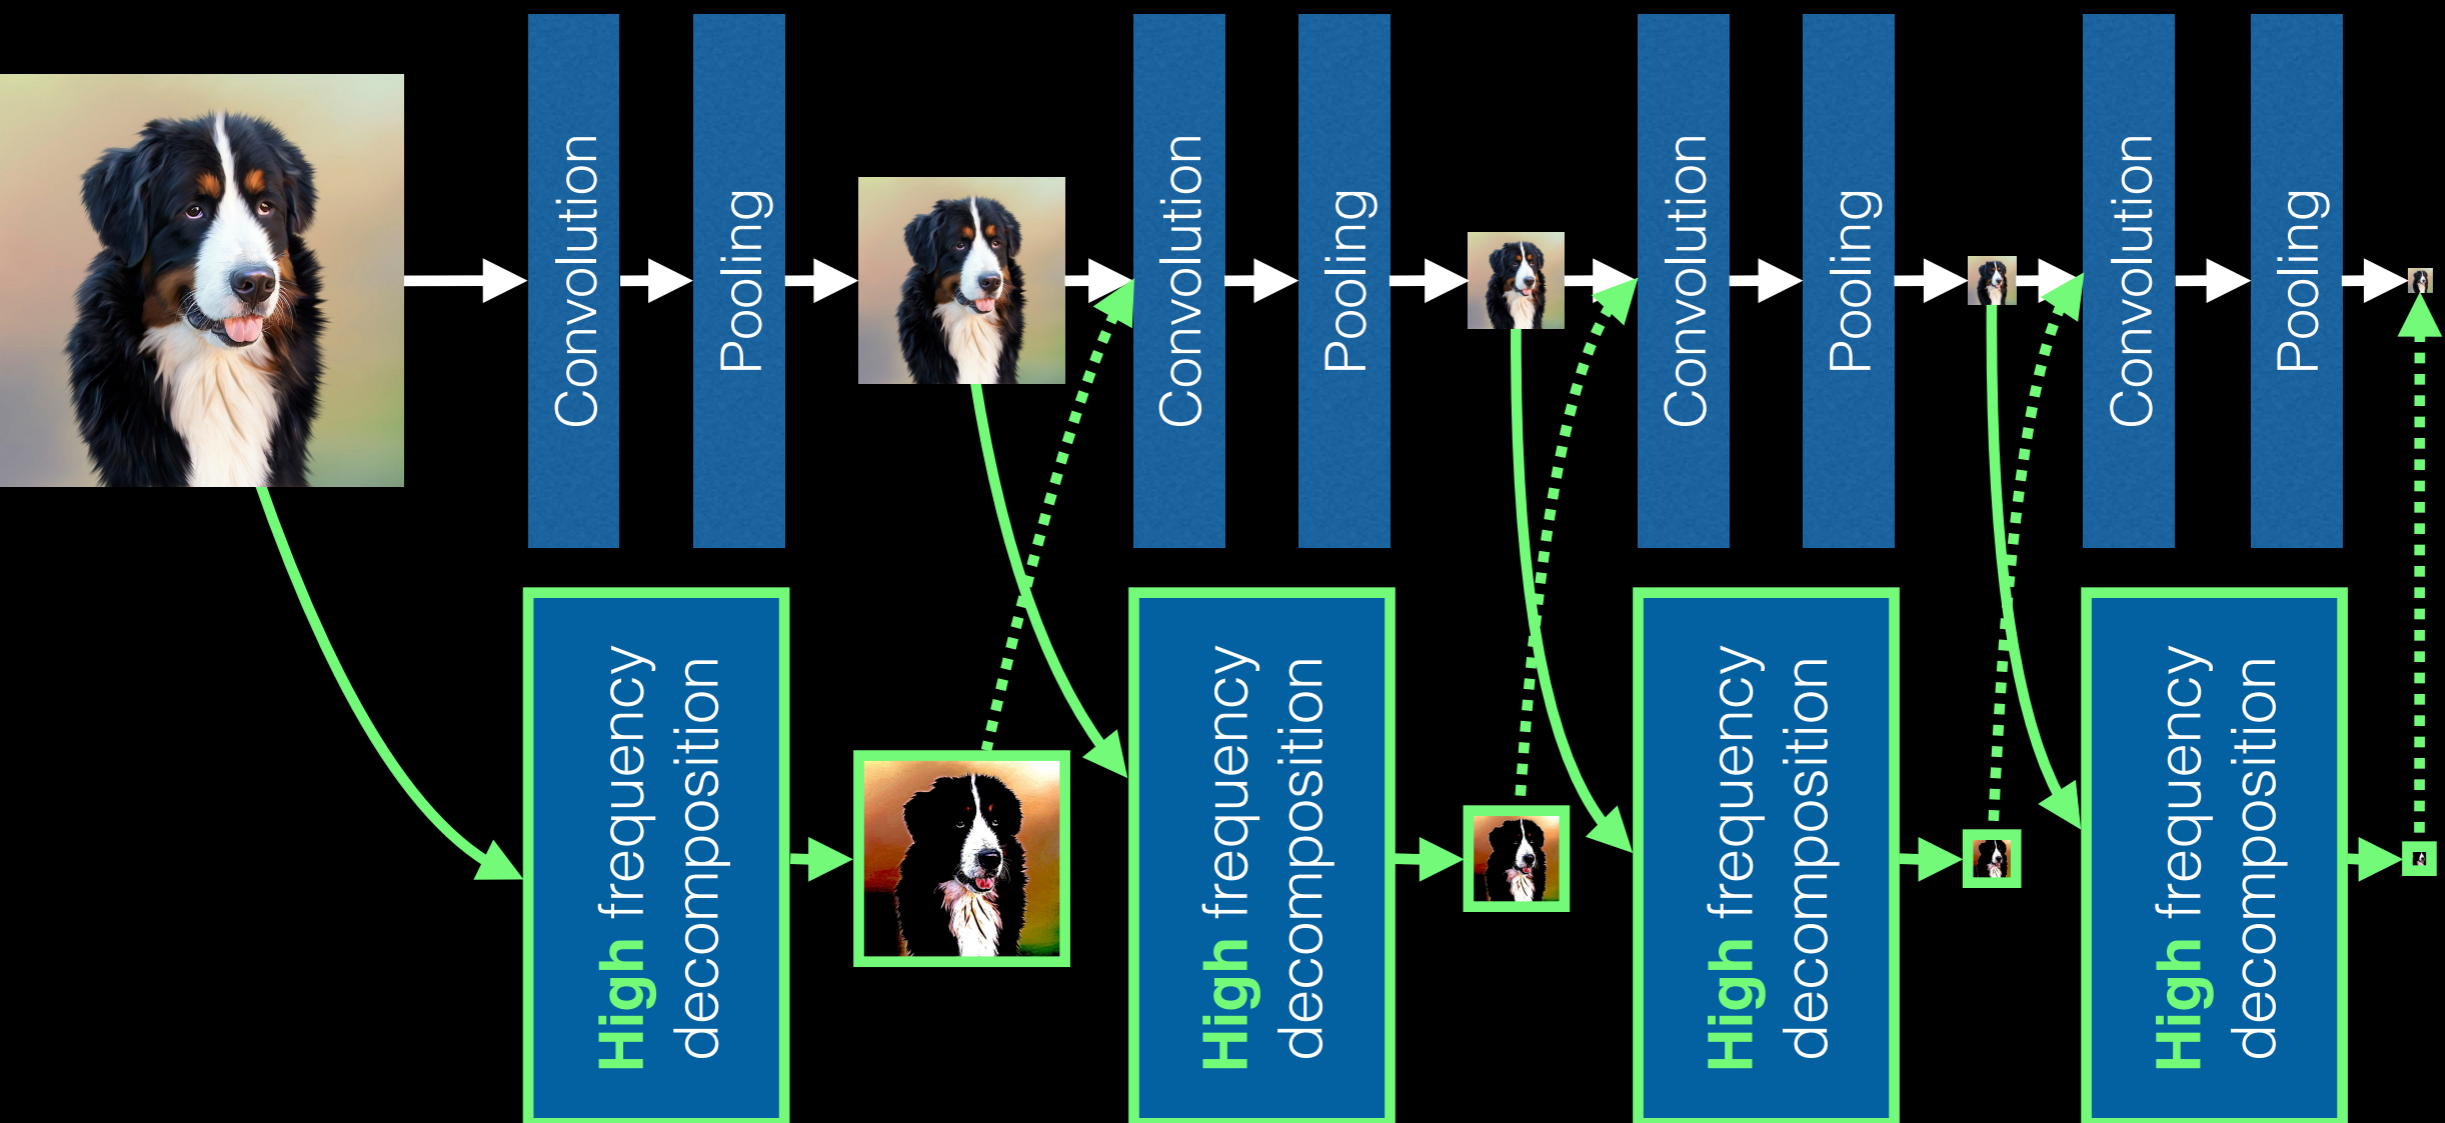 Convolution
Pooling
Convolution
Pooling
Convolution
Pooling
Convolution
Pooling
High frequency
decomposition
High frequency
decomposition
High frequency
decomposition
High frequency
decomposition